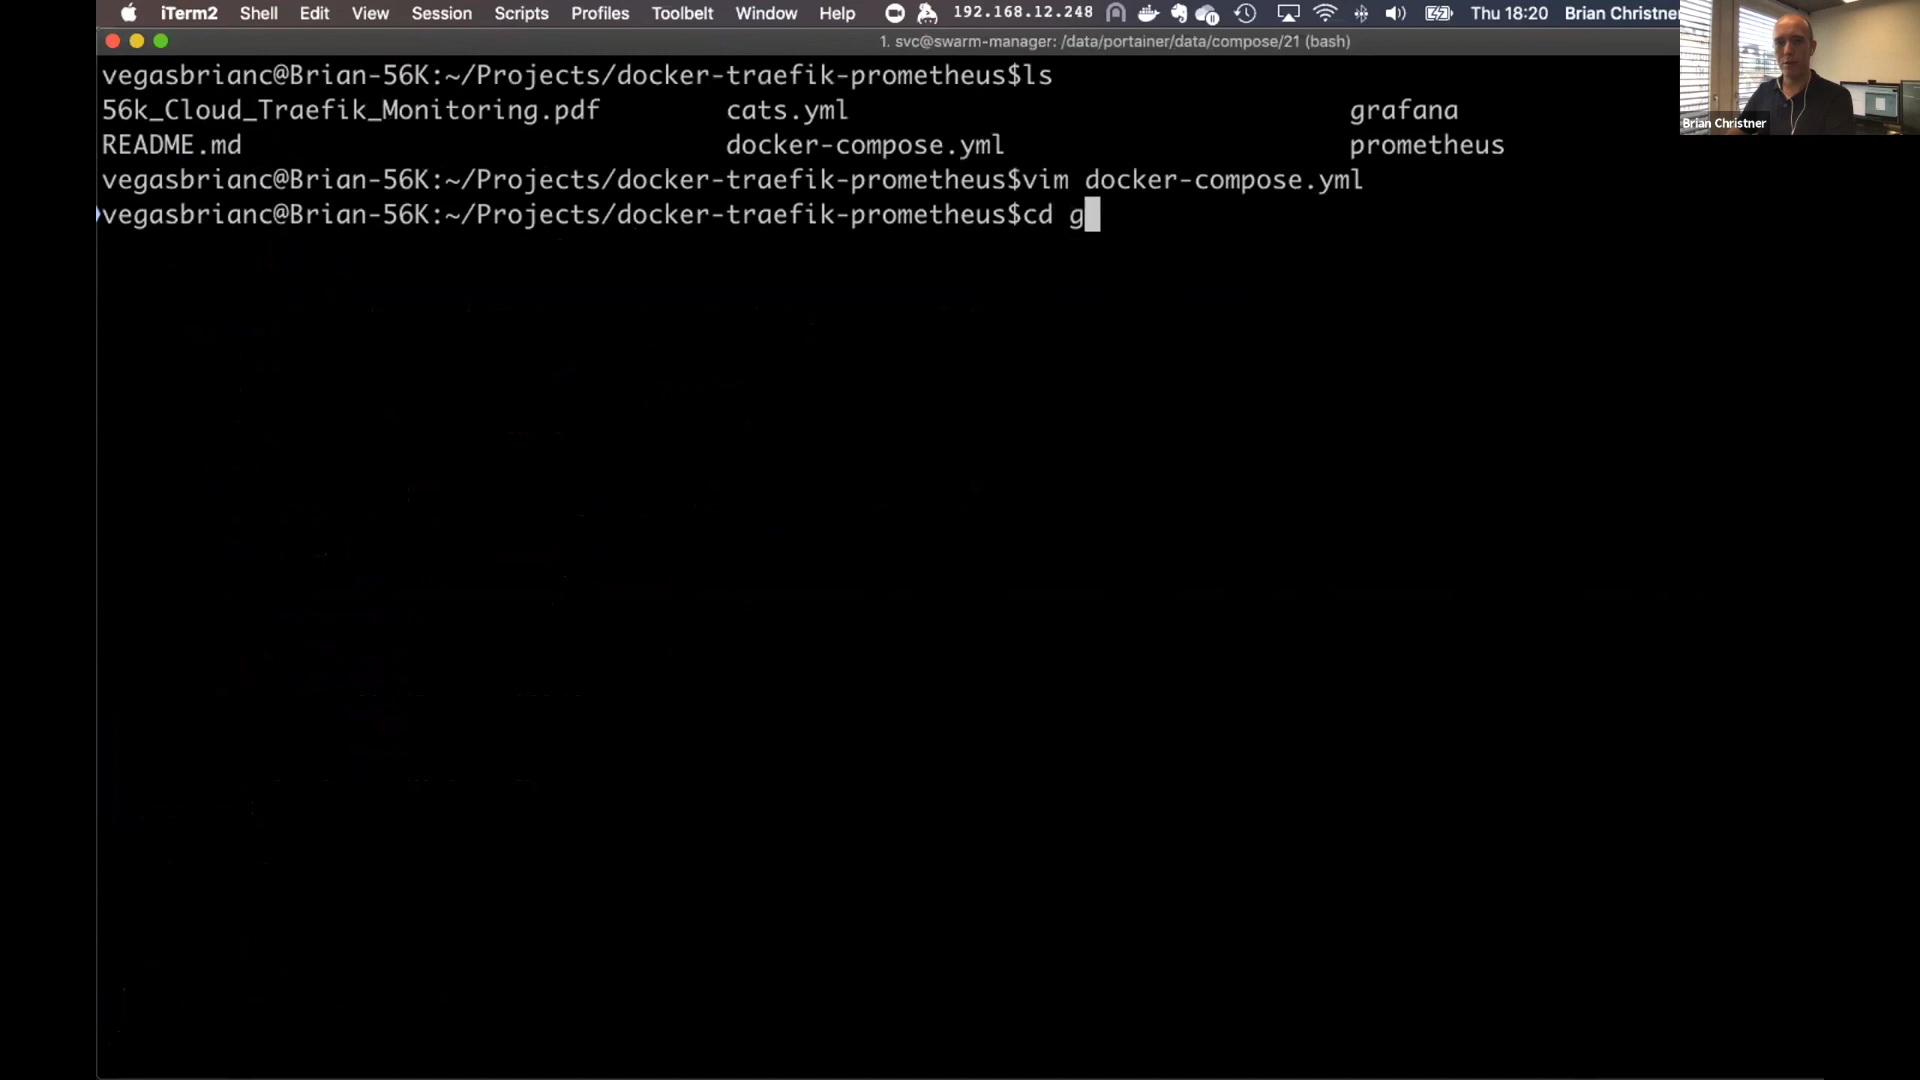 iTerm2 Shell Edit View Session Scripts Profiles Toolbelt Window Help 192.168.12.248 Thu 18:20 Brian Christner
1. svc@swarm-manager: /data/portainer/data/compose/21 (bash)
vegasbrianc@Brian-56K:~/Projects/docker-traefik-prometheus$ls
56k_Cloud_Traefik_Monitoring.pdf cats.yml grafana
README.md docker-compose.yml prometheus
vegasbrianc@Brian-56K:~/Projects/docker-traefik-prometheus$vim docker-compose.yml
vegasbrianc@Brian-56K:~/Projects/docker-traefik-prometheus$cd g
Brian Christner